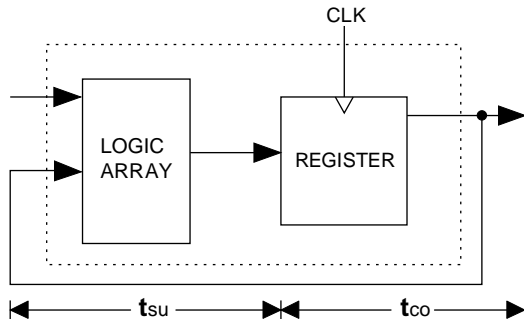 CLK
LOGIC
ARRAY
REGISTER
tsu
tco